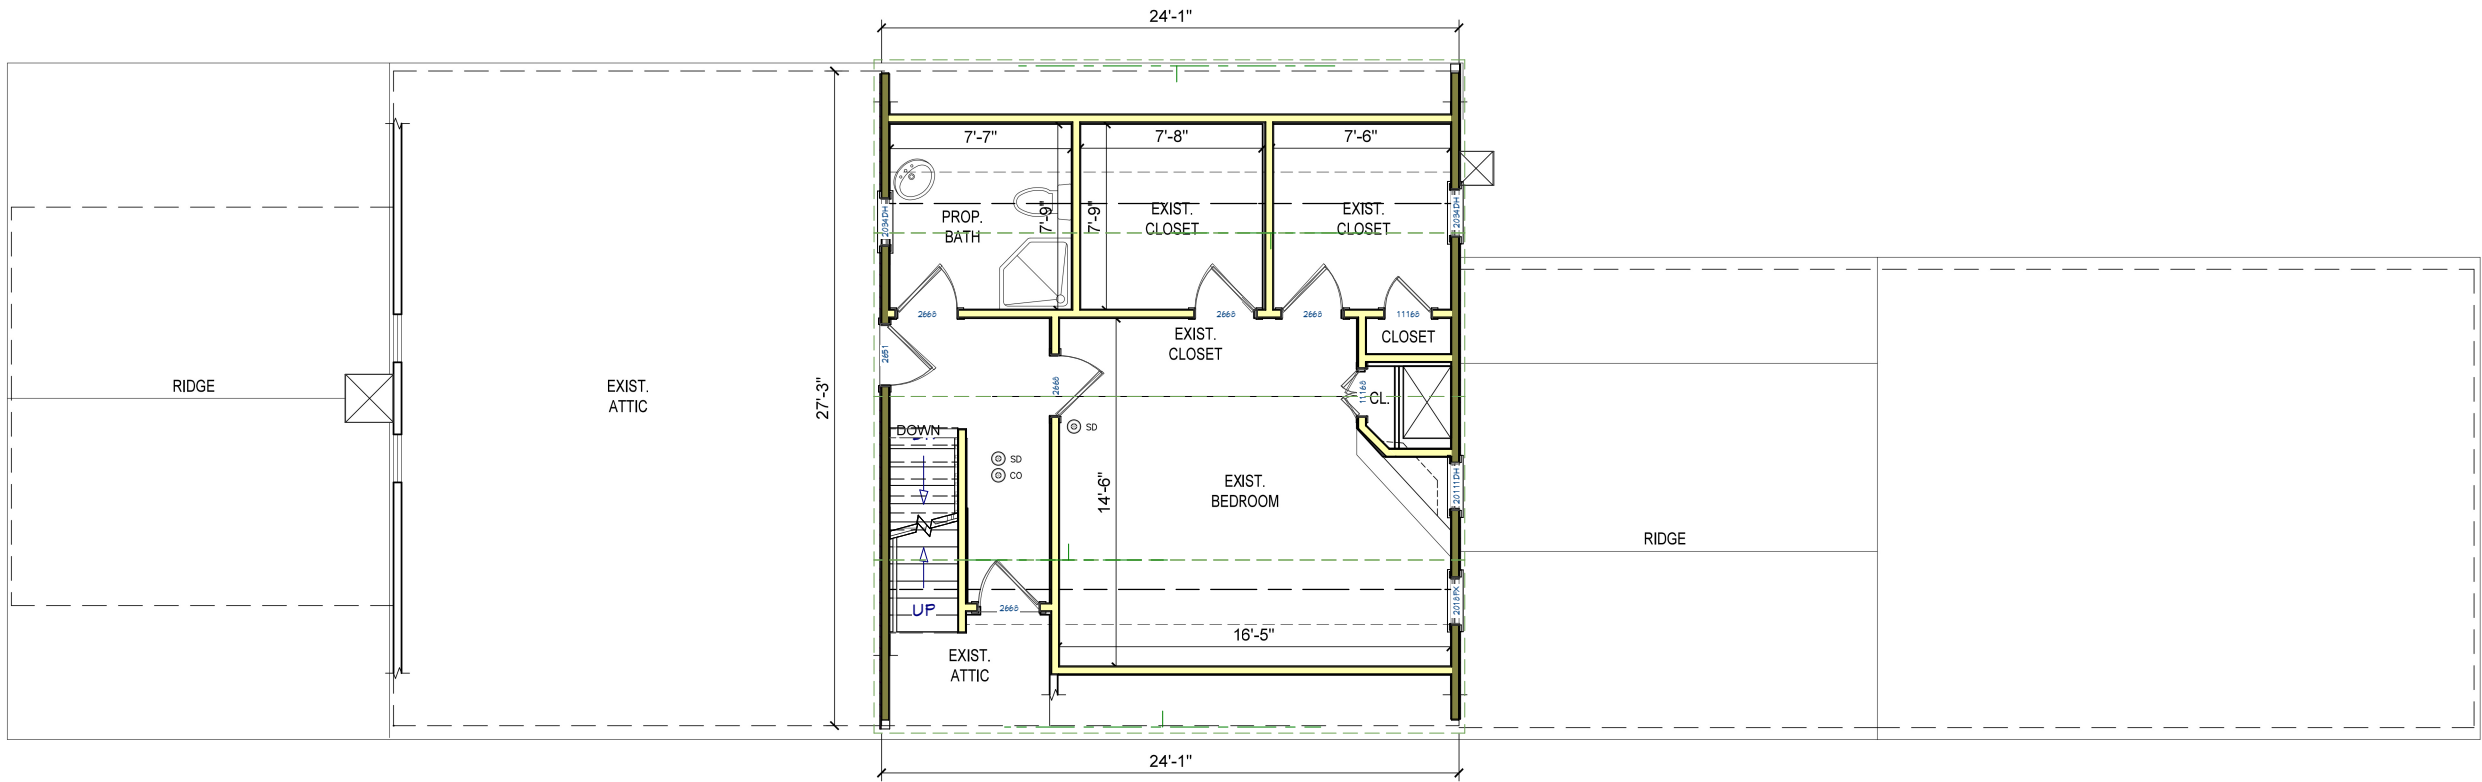 24'-1"
7'-7"
7'-8"
7'-6"
2034DH
PROP.
BATH
7'-9"
7'-9"
EXIST.
CLOSET
EXIST.
CLOSET
2034DH
2668
2668
2668
11168
2651
EXIST.
CLOSET
CLOSET
RIDGE
EXIST.
ATTIC
27'-3"
2668
11168
CL.
DOWN
SD
SD
CO
14'-6"
EXIST.
BEDROOM
20111DH
RIDGE
UP
2668
2018FX
16'-5"
EXIST.
ATTIC
24'-1"